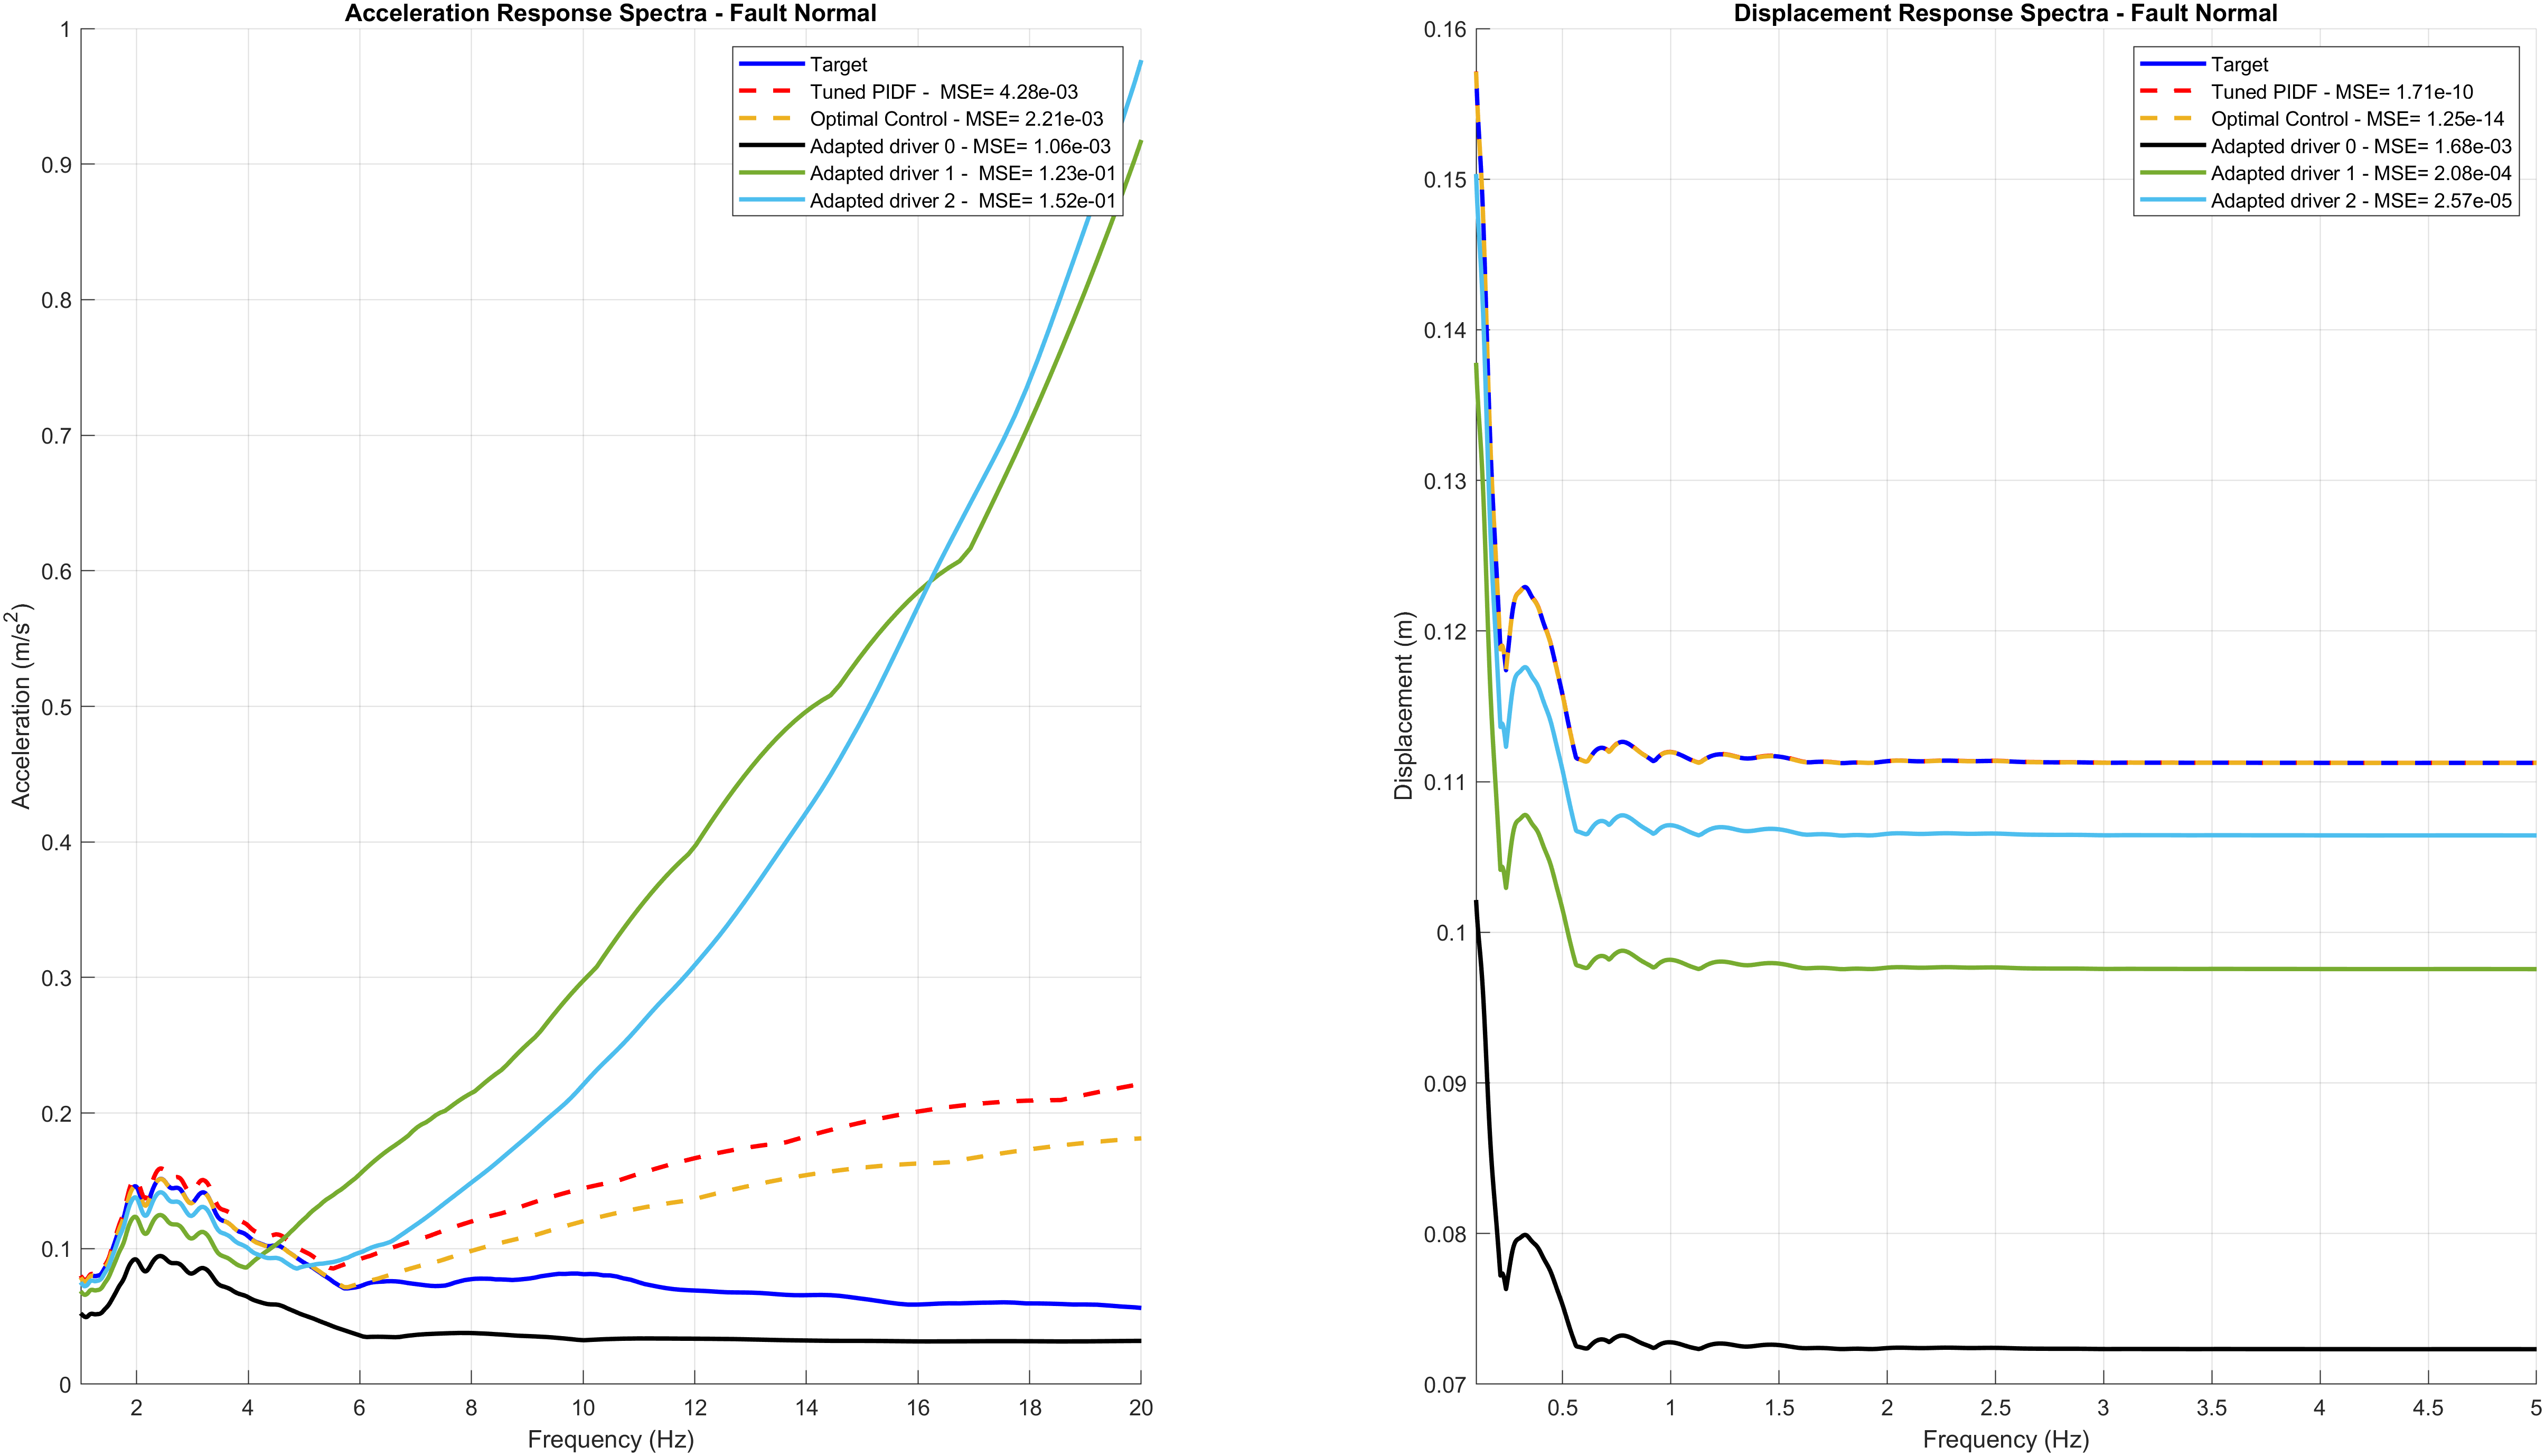 Acceleration Response Spectra - Fault Normal
1
0.9
0.8
0.7
0.6
0.5
0.4
0.3
0.2
0.1
0
Acceleration (m/s²)
Target
Tuned PIDF - MSE= 4.28e-03
Optimal Control - MSE= 2.21e-03
Adapted driver 0 - MSE= 1.06e-03
Adapted driver 1 - MSE= 1.23e-01
Adapted driver 2 - MSE= 1.52e-01
2 4 6 8 10 12 14 16 18 20
Frequency (Hz)
Displacement Response Spectra - Fault Normal
0.16
0.15
0.14
0.13
0.12
0.11
0.1
0.09
0.08
0.07
Displacement (m)
Target
Tuned PIDF - MSE= 1.71e-10
Optimal Control - MSE= 1.25e-14
Adapted driver 0 - MSE= 1.68e-03
Adapted driver 1 - MSE= 2.08e-04
Adapted driver 2 - MSE= 2.57e-05
0.5 1 1.5 2 2.5 3 3.5 4 4.5 5
Frequency (Hz)